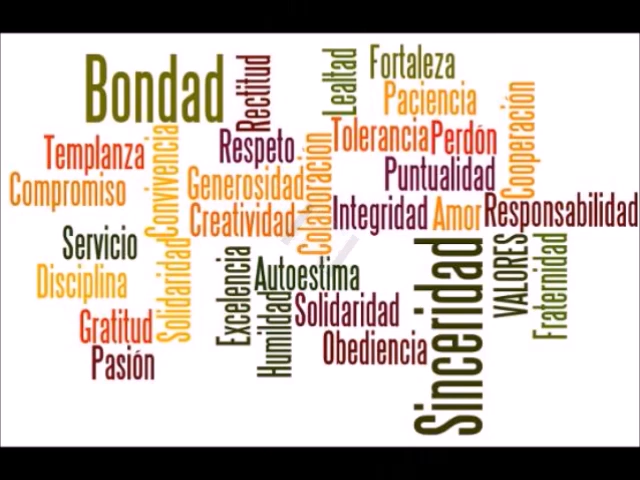 Bondad
Rectitud
Lealtad
Fortaleza
Paciencia
Cooperación
Templanza
Convivencia
Respeto
Colaboración
Tolerancia
Perdón
Compromiso
Generosidad
Puntualidad
Creatividad
Integridad
Amor
Responsabilidad
Servicio
Solidaridad
Excelencia
Autoestima
Sinceridad
VALORES
Fraternidad
Disciplina
Humildad
Solidaridad
Gratitud
Obediencia
Pasión